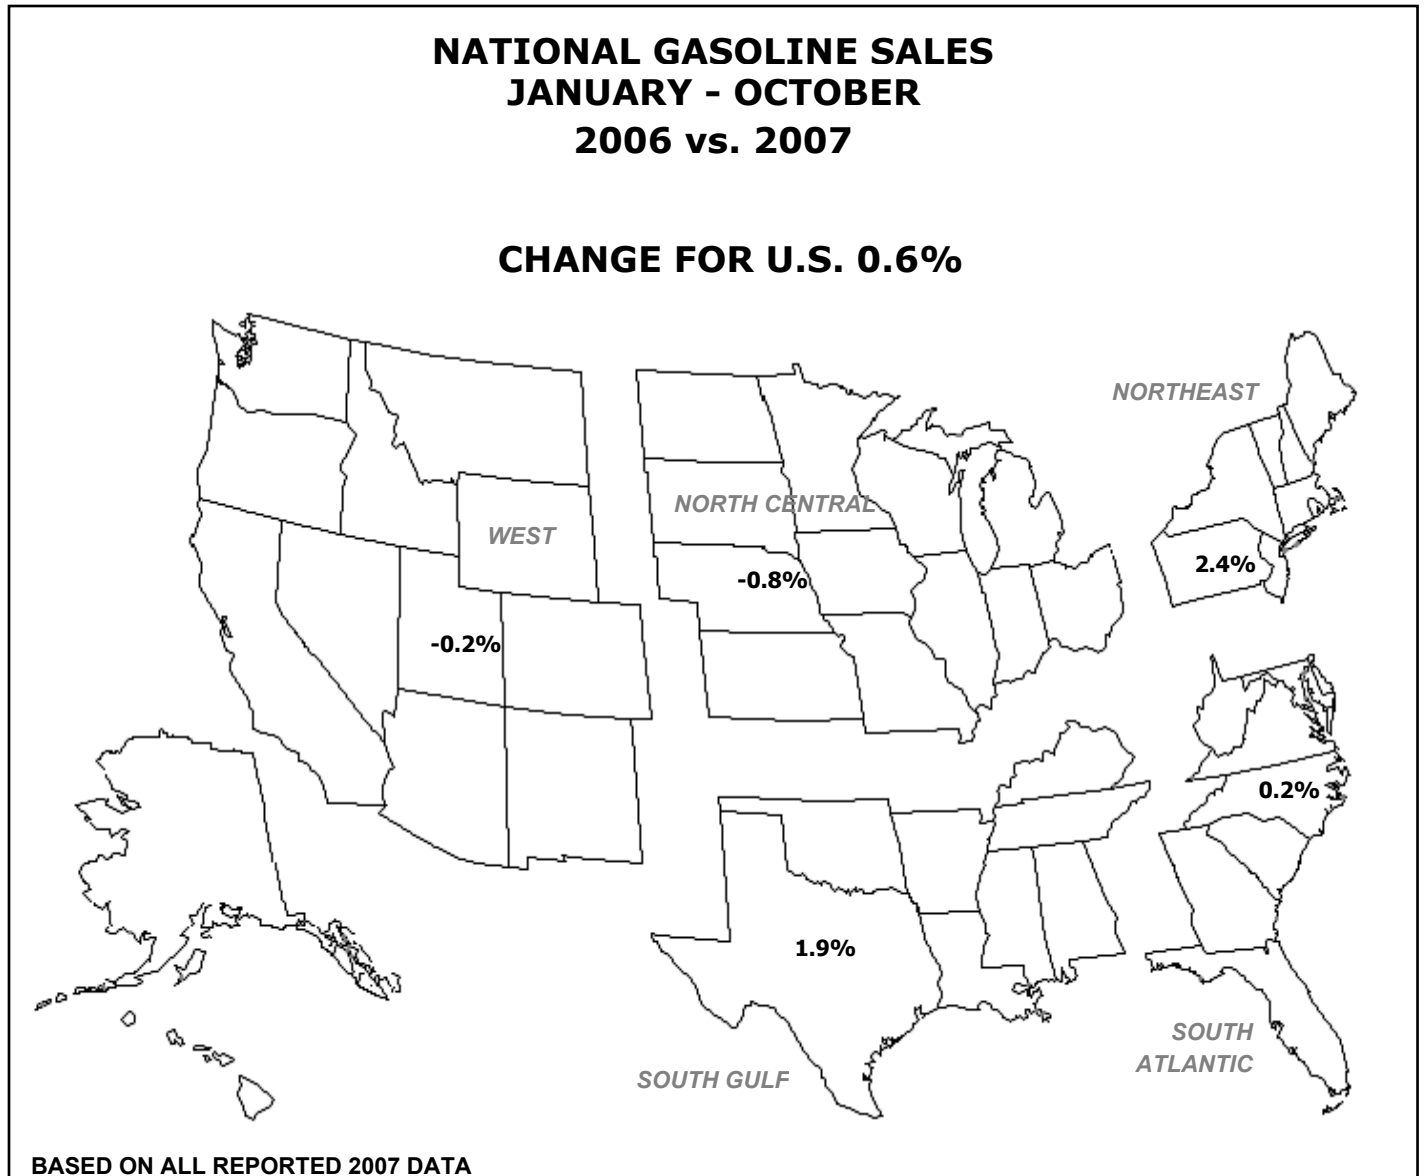 NATIONAL GASOLINE SALES
JANUARY - OCTOBER
2006 vs. 2007
CHANGE FOR U.S. 0.6%
NORTHEAST
NORTH CENTRAL
WEST
2.4%
-0.8%
-0.2%
0.2%
1.9%
SOUTH
ATLANTIC
SOUTH GULF
BASED ON ALL REPORTED 2007 DATA